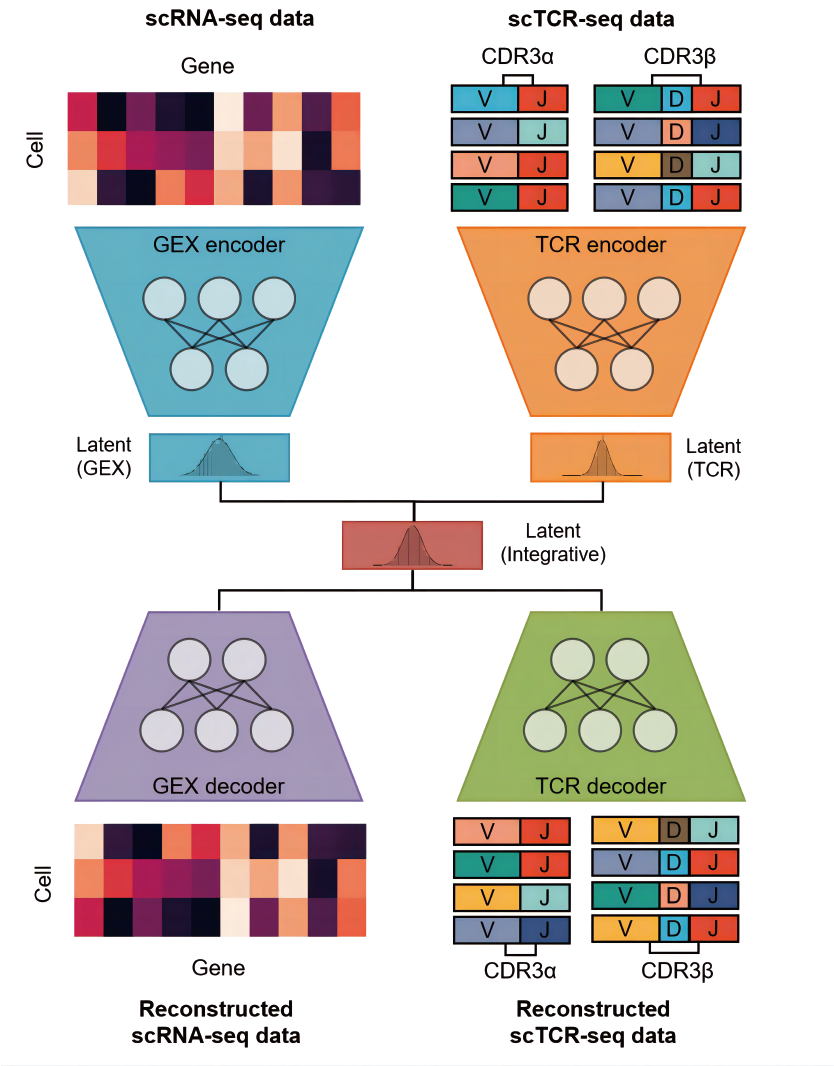 scRNA-seq data
scTCR-seq data
Gene
Cell
CDR3α
CDR3β
V J
V D J
V J
V D J
V J
V D J
V J
V D J
GEX encoder
TCR encoder
Latent
(GEX)
Latent
(TCR)
Latent
(Integrative)
GEX decoder
TCR decoder
Cell
Gene
V J
V D J
V J
V D J
V J
V D J
V J
V D J
CDR3α
CDR3β
Reconstructed
scRNA-seq data
Reconstructed
scTCR-seq data